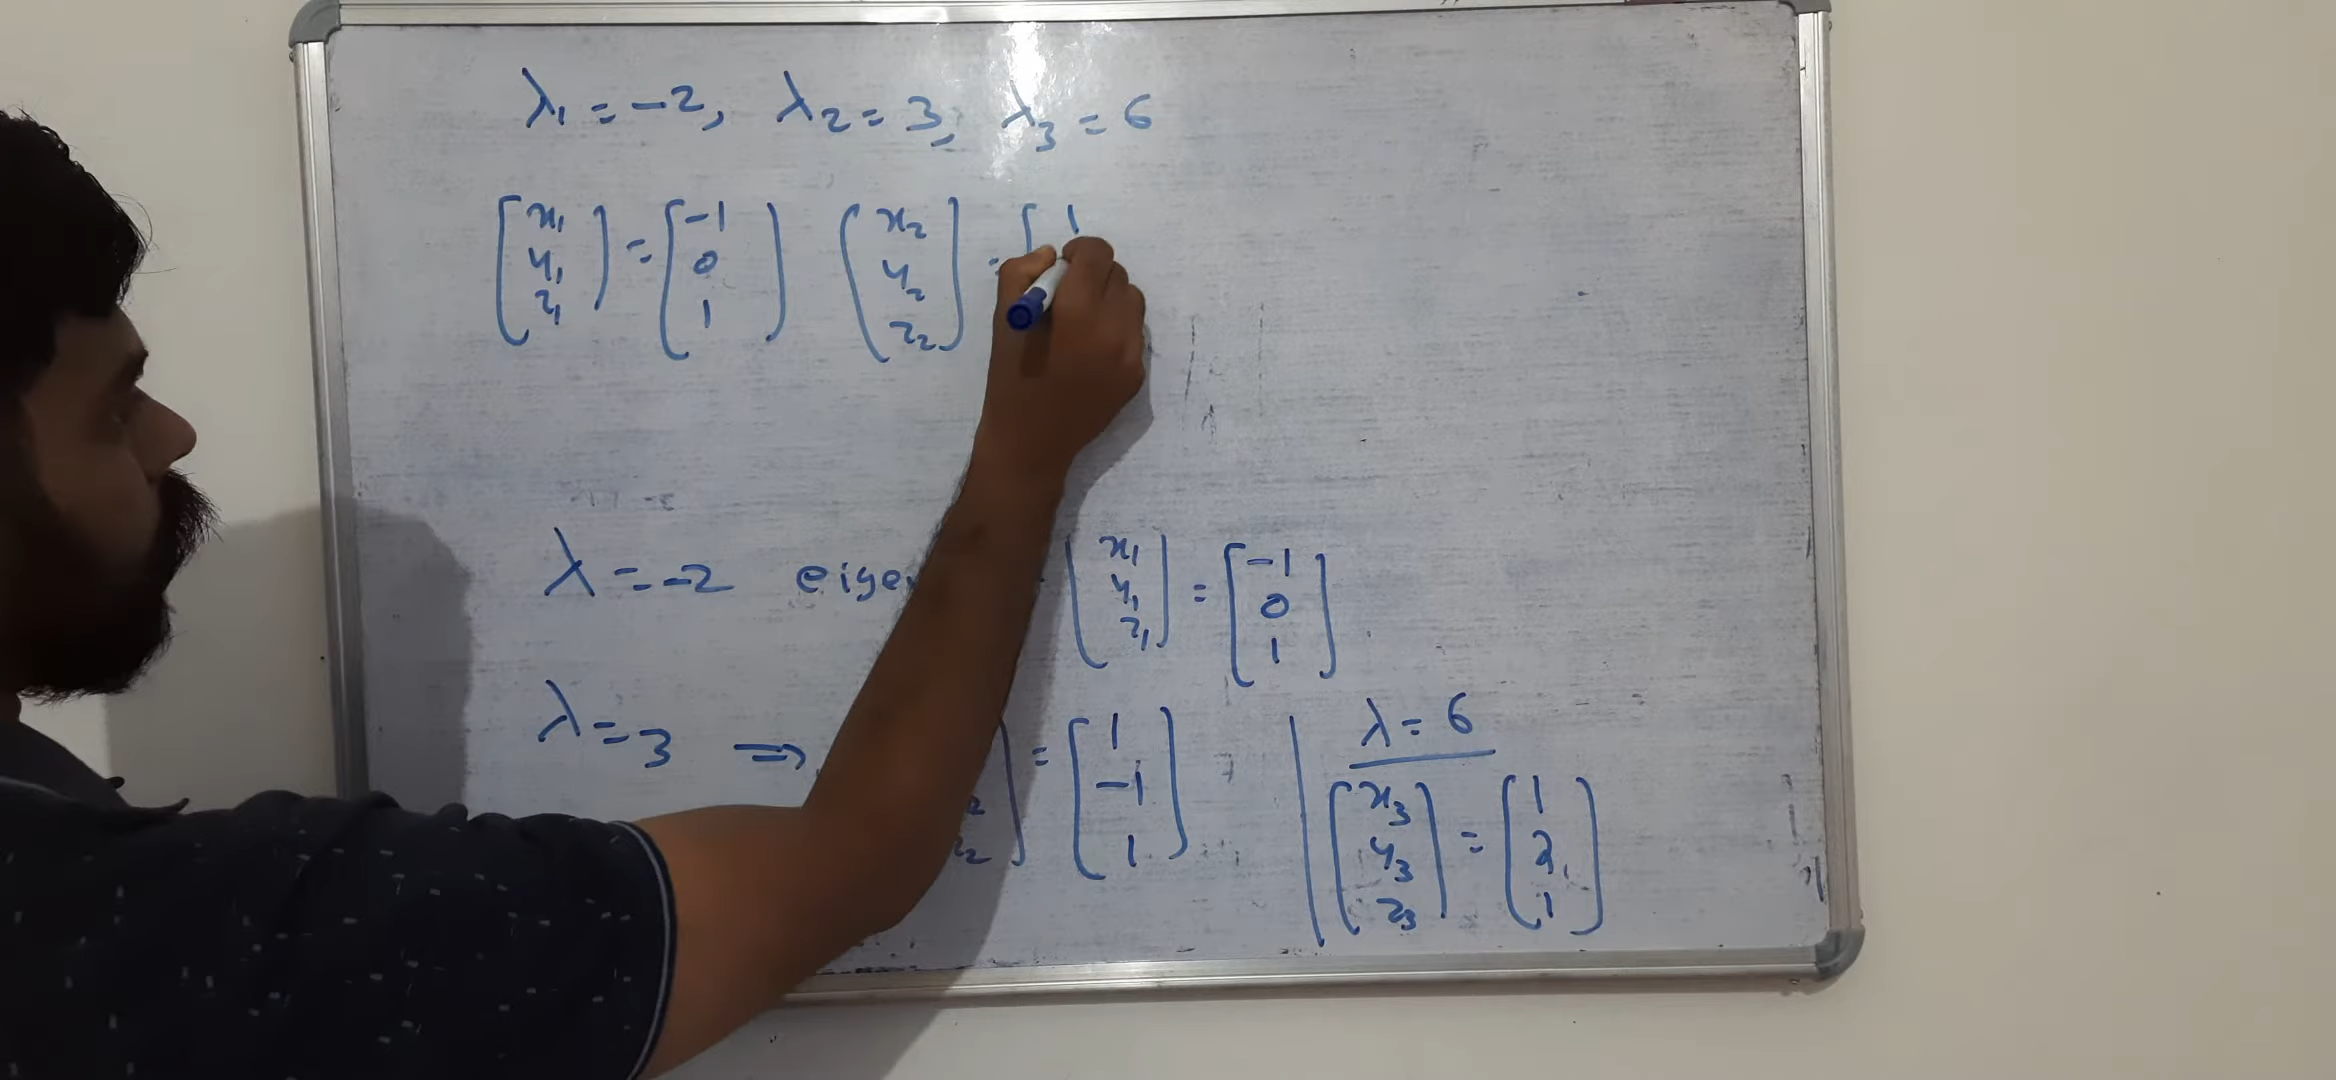 λ₁ = -2, λ₂ = 3, λ₃ = 6
[x₁ y₁ z₁] = [-1 0 1] [x₂ y₂ z₂] = [1
λ = -2 [x₁ y₁ z₁] = [-1 0 1]
λ = 3 ⇒ = [1 -1 1]
λ = 6
[x₃ y₃ z₃] = [1 2 1]